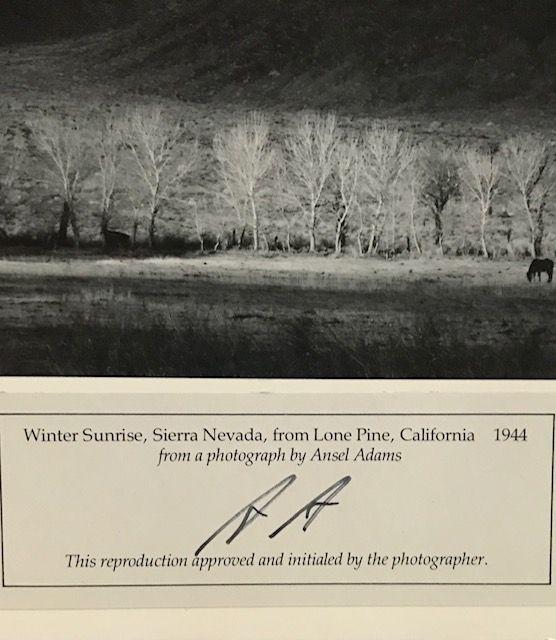 Winter Sunrise, Sierra Nevada, from Lone Pine, California 1944
from a photograph by Ansel Adams
A A
This reproduction approved and initialed by the photographer.